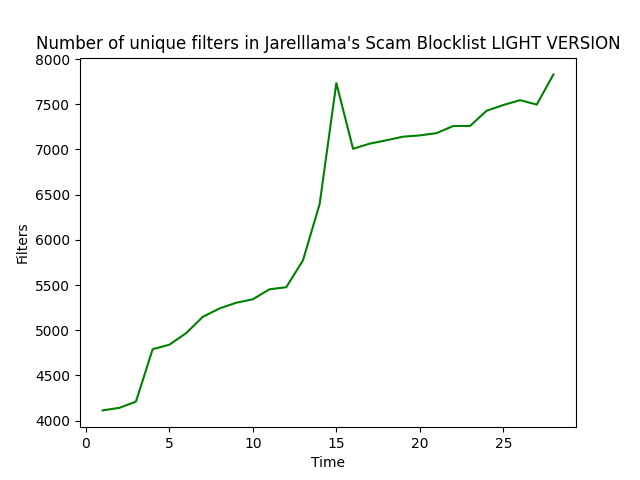 Number of unique filters in Jarelllama's Scam Blocklist LIGHT VERSION
8000
7500
7000
6500
6000
5500
5000
4500
4000
Filters
0 5 10 15 20 25
Time